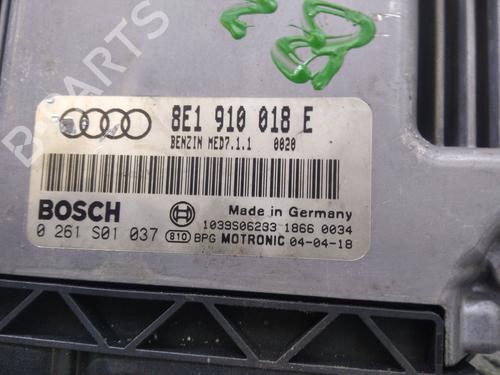 B-PARTS
8E1 910 018 E
BENZIN MED7.1.1 0020
BOSCH
Made in Germany
0 261 S01 037
1039S06293 1866 0034
810 BPG MOTRONIC 04-04-18